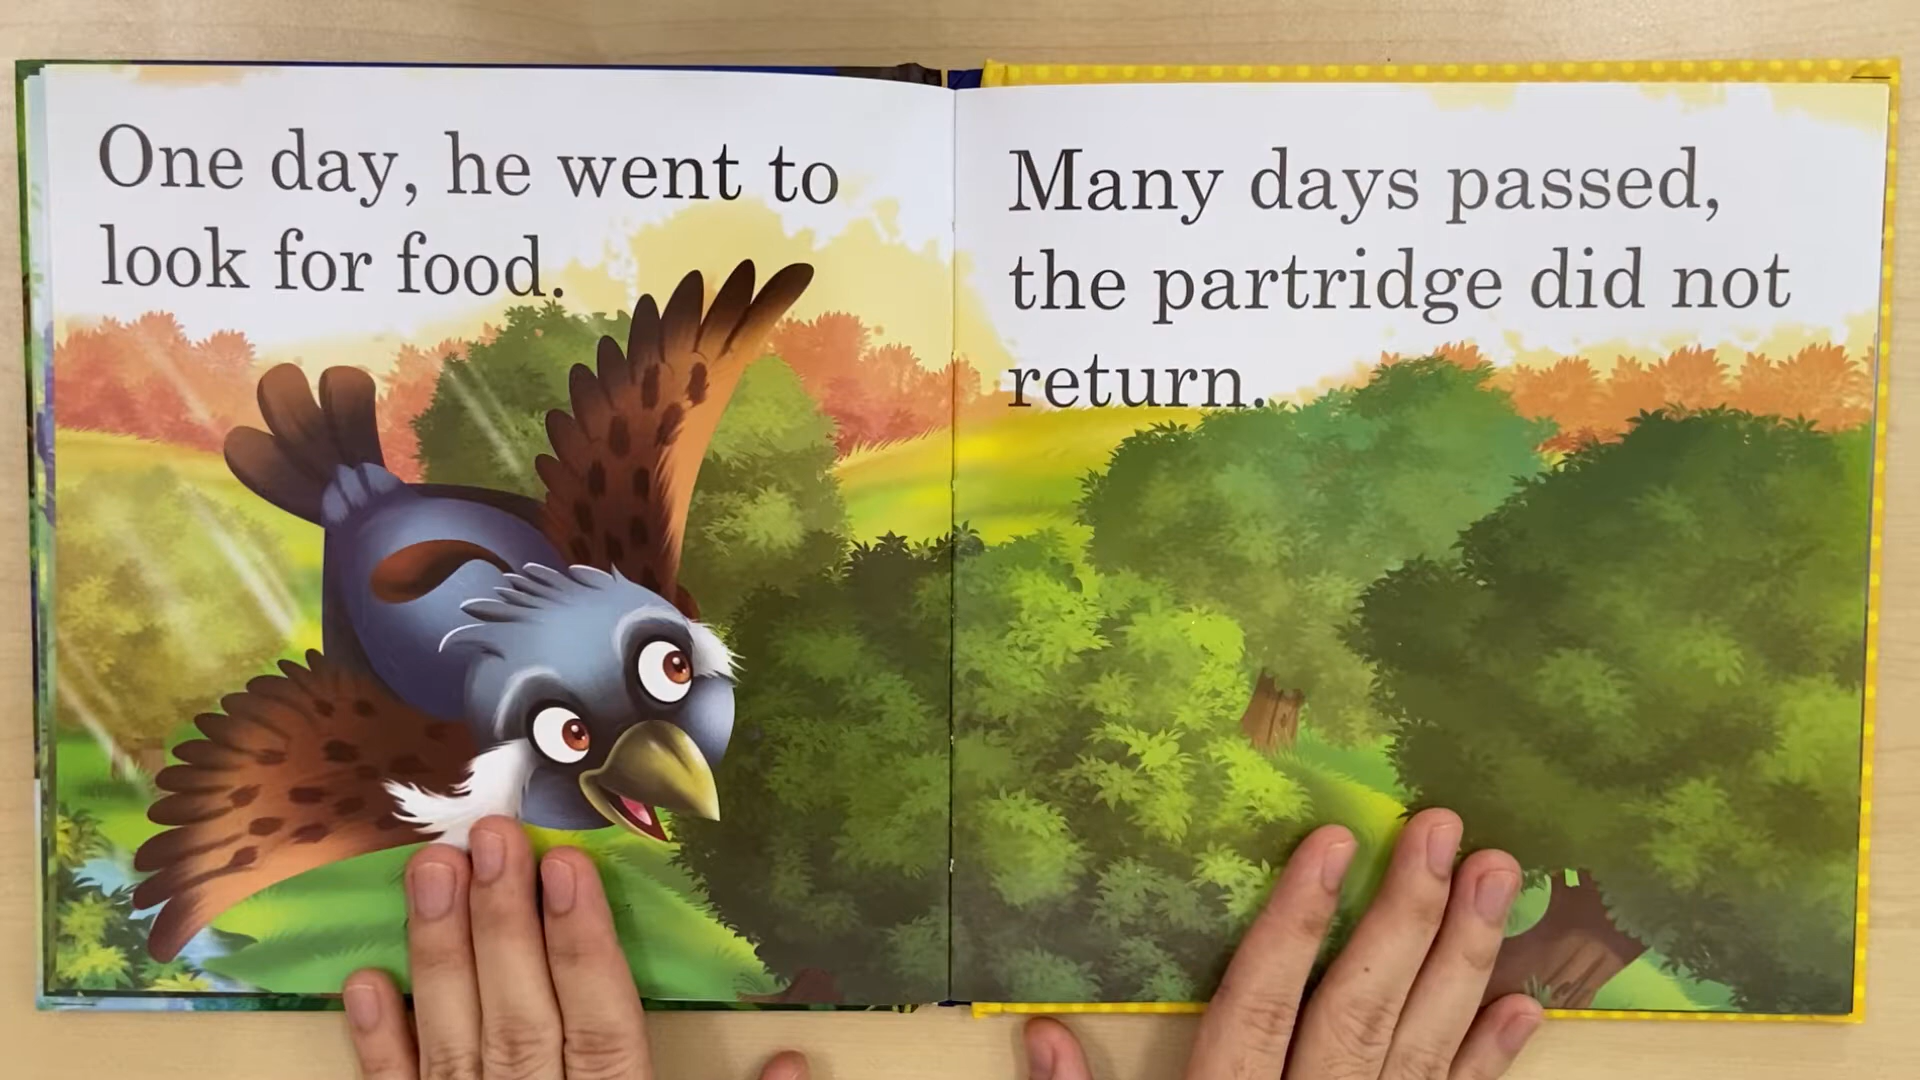 One day, he went to
look for food.
Many days passed,
the partridge did not
return.